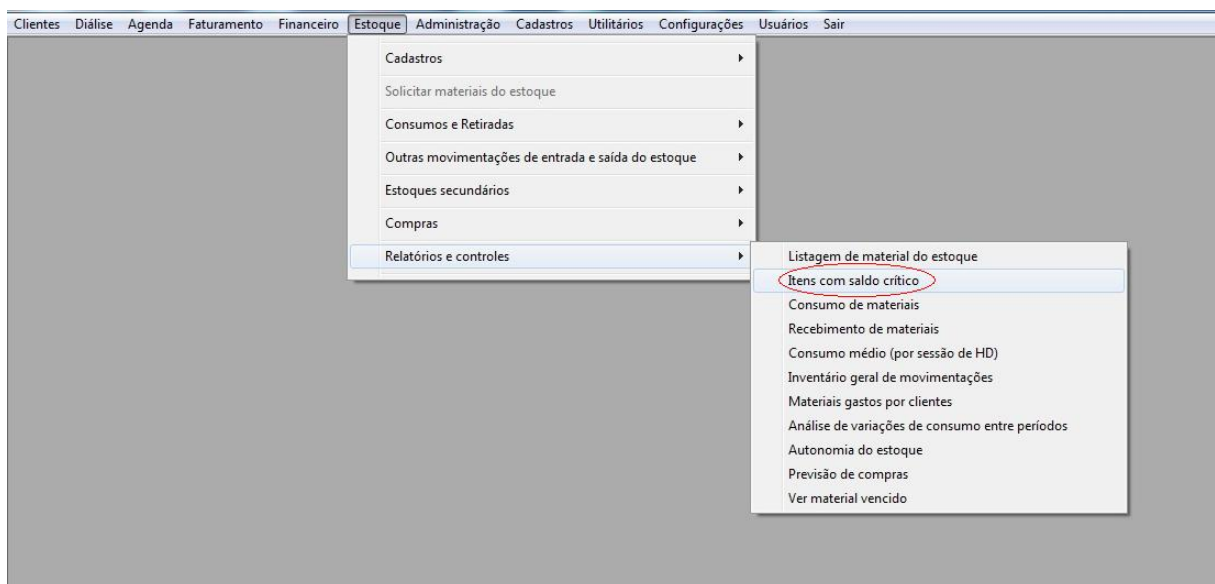 Clientes Diálise Agenda Faturamento Financeiro Estoque Administração Cadastros Utilitários Configurações Usuários Sair
Cadastros
Solicitar materiais do estoque
Consumos e Retiradas
Outras movimentações de entrada e saída do estoque
Estoques secundários
Compras
Relatórios e controles
Listagem de material do estoque
Itens com saldo crítico
Consumo de materiais
Recebimento de materiais
Consumo médio (por sessão de HD)
Inventário geral de movimentações
Materiais gastos por clientes
Análise de variações de consumo entre períodos
Autonomia do estoque
Previsão de compras
Ver material vencido